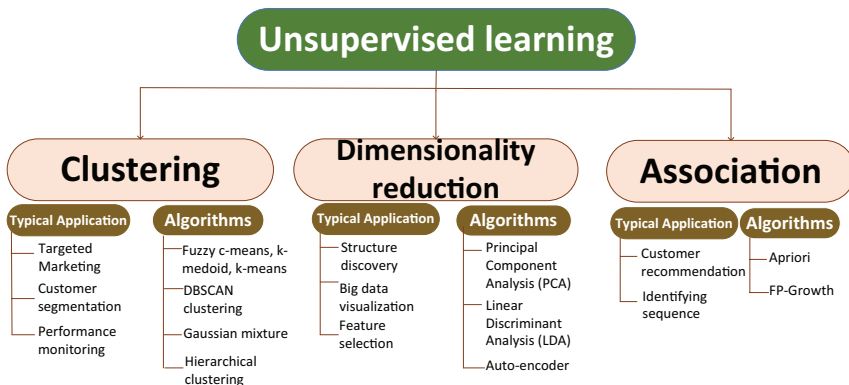 Unsupervised learning
Clustering
Typical Application
Targeted
Marketing
Customer
segmentation
Performance
monitoring
Algorithms
Fuzzy c-means, k-
medoid, k-means
DBSCAN
clustering
Gaussian mixture
Hierarchical
clustering
Dimensionality
reduction
Typical Application
Structure
discovery
Big data
visualization
Feature
selection
Algorithms
Principal
Component
Analysis (PCA)
Linear
Discriminant
Analysis (LDA)
Auto-encoder
Association
Typical Application
Customer
recommendation
Identifying
sequence
Algorithms
Apriori
FP-Growth